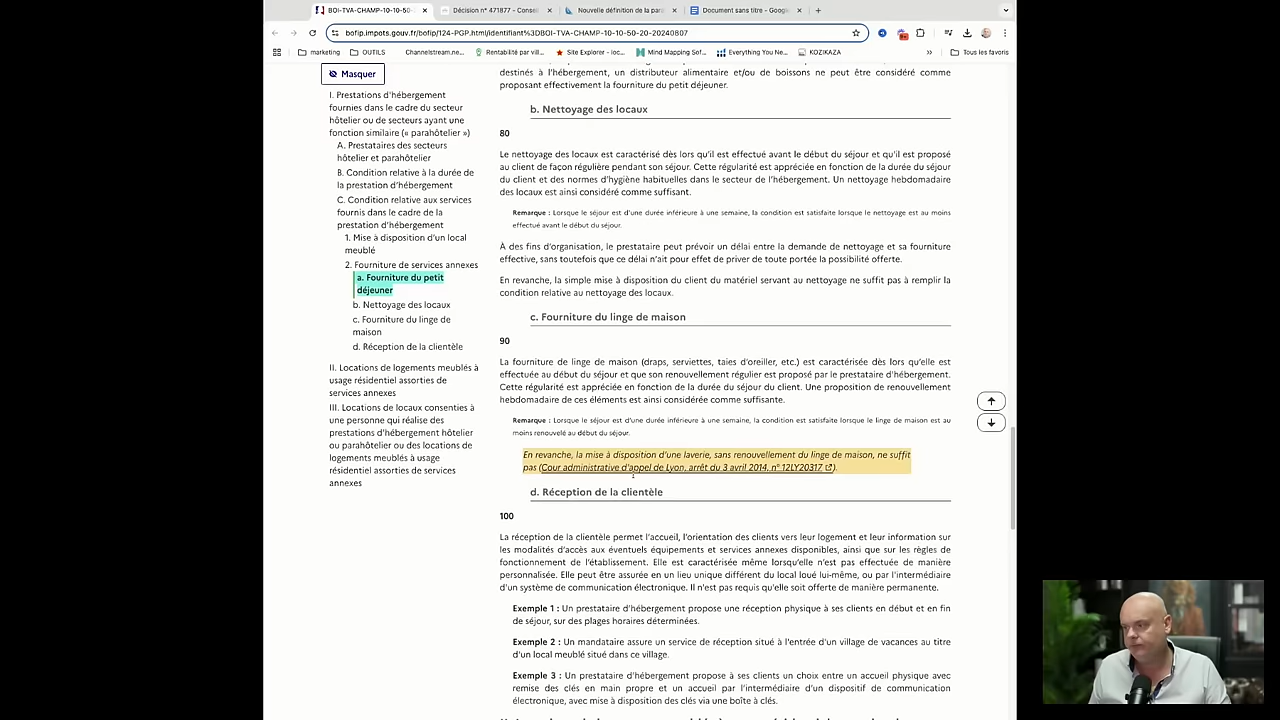 BOI-TVA-CHAMP-10-10-50-
Décision n° 471877 - Consei
Nouvelle définition de la para
Document sans titre - Google
bofip.impots.gouv.fr/bofip/124-PGP.html/identifiant%3DBOI-TVA-CHAMP-10-10-50-20-20240807
marketing
OUTILS
Channelstream.ne...
Rentabilité par vill...
Site Explorer - loc...
Mind Mapping Sof...
Everything You Ne...
KOZIKAZA
»
Tous les favoris
Masquer
I. Prestations d'hébergement
fournies dans le cadre du secteur
hôtelier ou de secteurs ayant une
fonction similaire (« parahôtelier »)
A. Prestataires des secteurs
hôtelier et parahôtelier
B. Condition relative à la durée de
la prestation d'hébergement
C. Condition relative aux services
fournis dans le cadre de la
prestation d'hébergement
1. Mise à disposition d'un local
meublé
2. Fourniture de services annexes
a. Fourniture du petit
déjeuner
b. Nettoyage des locaux
c. Fourniture du linge de
maison
d. Réception de la clientèle
II. Locations de logements meublés à
usage résidentiel assorties de
services annexes
III. Locations de locaux consenties à
une personne qui réalise des
prestations d'hébergement hôtelier
ou parahôtelier ou des locations de
logements meublés à usage
résidentiel assorties de services
annexes
destinés à l'hébergement, un distributeur alimentaire et/ou de boissons ne peut être considéré comme
proposant effectivement la fourniture du petit déjeuner.
b. Nettoyage des locaux
80
Le nettoyage des locaux est caractérisé dès lors qu'il est effectué avant le début du séjour et qu'il est proposé
au client de façon régulière pendant son séjour. Cette régularité est appréciée en fonction de la durée du séjour
du client et des normes d'hygiène habituelles dans le secteur de l'hébergement. Un nettoyage hebdomadaire
des locaux est ainsi considéré comme suffisant.
Remarque : Lorsque le séjour est d'une durée inférieure à une semaine, la condition est satisfaite lorsque le nettoyage est au moins
effectué avant le début du séjour.
À des fins d'organisation, le prestataire peut prévoir un délai entre la demande de nettoyage et sa fourniture
effective, sans toutefois que ce délai n'ait pour effet de priver de toute portée la possibilité offerte.
En revanche, la simple mise à disposition du client du matériel servant au nettoyage ne suffit pas à remplir la
condition relative au nettoyage des locaux.
c. Fourniture du linge de maison
90
La fourniture de linge de maison (draps, serviettes, taies d'oreiller, etc.) est caractérisée dès lors qu'elle est
effectuée au début du séjour et que son renouvellement régulier est proposé par le prestataire d'hébergement.
Cette régularité est appréciée en fonction de la durée du séjour du client. Une proposition de renouvellement
hebdomadaire de ces éléments est ainsi considérée comme suffisante.
Remarque : Lorsque le séjour est d'une durée inférieure à une semaine, la condition est satisfaite lorsque le linge de maison est au
moins renouvelé au début du séjour.
En revanche, la mise à disposition d'une laverie, sans renouvellement du linge de maison, ne suffit
pas (Cour administrative d'appel de Lyon, arrêt du 3 avril 2014, n° 12LY20317).
d. Réception de la clientèle
100
La réception de la clientèle permet l'accueil, l'orientation des clients vers leur logement et leur information sur
les modalités d'accès aux éventuels équipements et services annexes disponibles, ainsi que sur les règles de
fonctionnement de l'établissement. Elle est caractérisée même lorsqu'elle n'est pas effectuée de manière
personnalisée. Elle peut être assurée en un lieu unique différent du local loué lui-même, ou par l'intermédiaire
d'un système de communication électronique. Il n'est pas requis qu'elle soit offerte de manière permanente.
Exemple 1 : Un prestataire d'hébergement propose une réception physique à ses clients en début et en fin
de séjour, sur des plages horaires déterminées.
Exemple 2 : Un mandataire assure un service de réception situé à l'entrée d'un village de vacances au titre
d'un local meublé situé dans ce village.
Exemple 3 : Un prestataire d'hébergement propose à ses clients un choix entre un accueil physique avec
remise des clés en main propre et un accueil par l'intermédiaire d'un dispositif de communication
électronique, avec mise à disposition des clés via une boîte à clés.